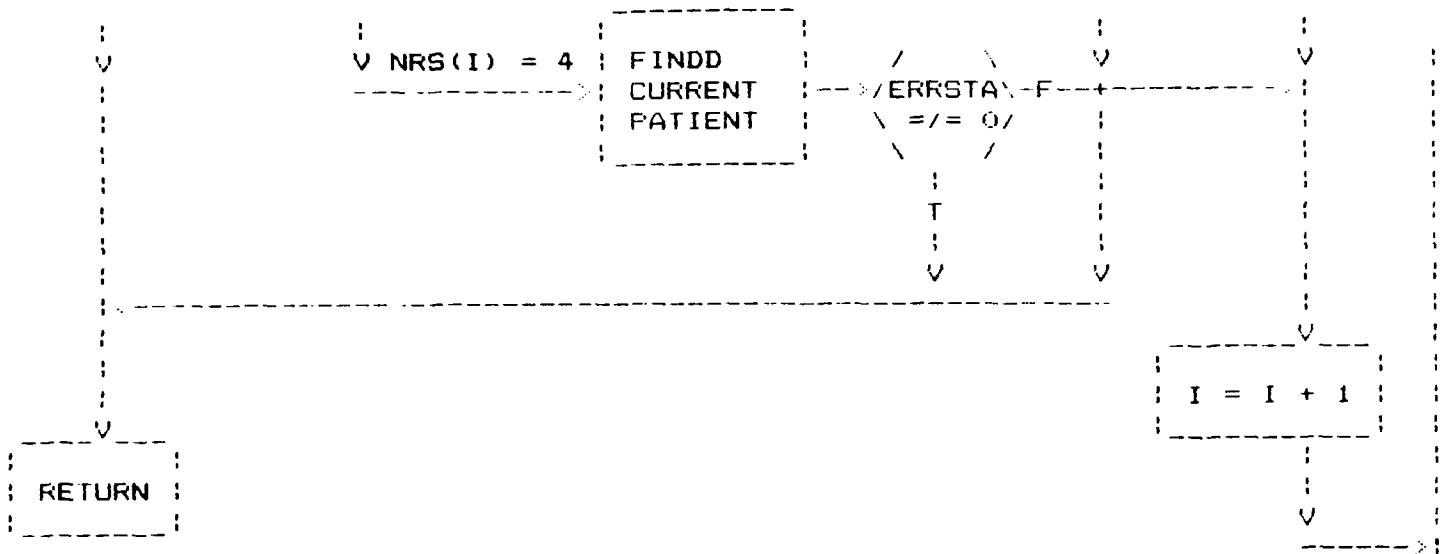 NRS(I) = 4
FINDD
CURRENT
PATIENT
ERRSTA
=/= 0
F
T
I = I + 1
RETURN